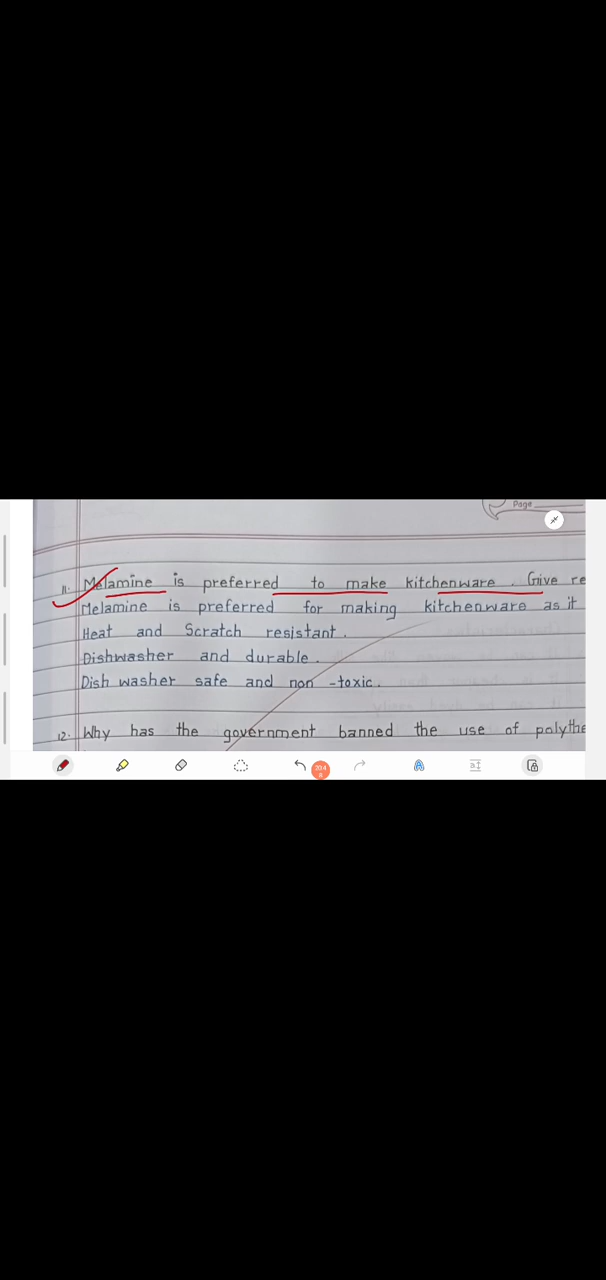 Page
11. Melamine is preferred to make kitchenware. Give re
Melamine is preferred for making kitchenware as it
Heat and Scratch resistant.
Dishwasher and durable.
Dish washer safe and non -toxic.
12. Why has the government banned the use of polythe